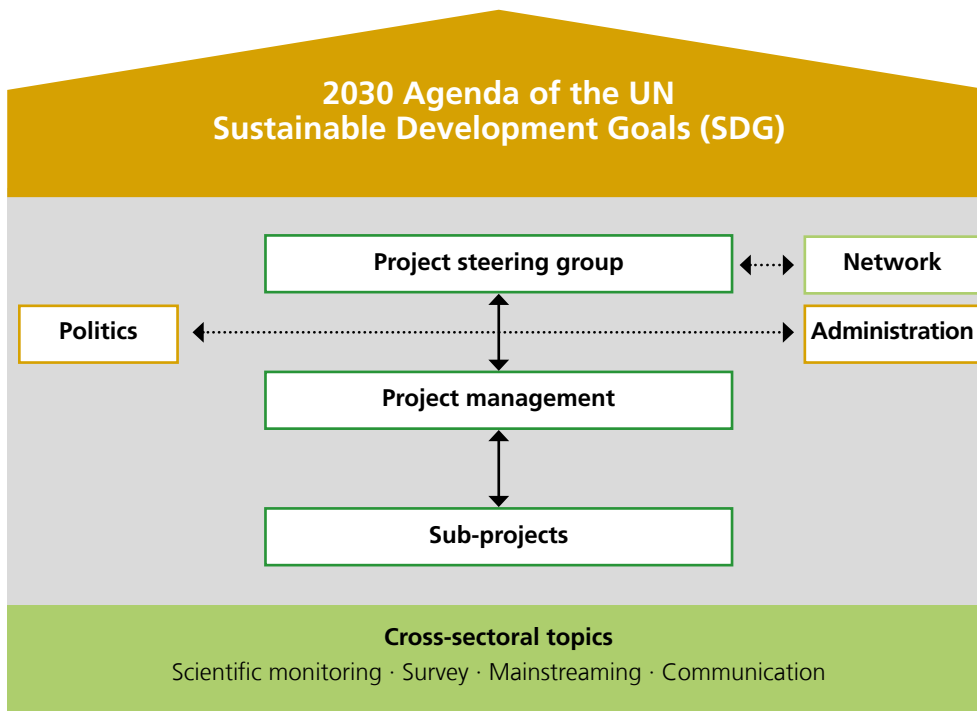 2030 Agenda of the UN
Sustainable Development Goals (SDG)
Project steering group
Network
Politics
Administration
Project management
Sub-projects
Cross-sectoral topics
Scientific monitoring · Survey · Mainstreaming · Communication